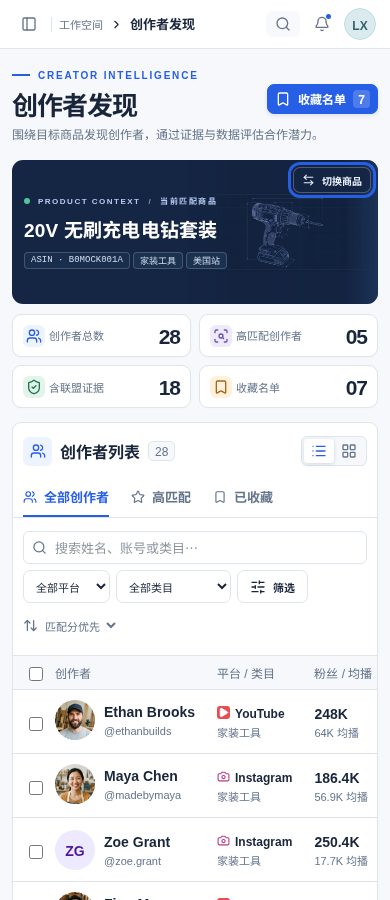 工作空间 创作者发现 LX
CREATOR INTELLIGENCE
创作者发现
收藏名单 7
围绕目标商品发现创作者，通过证据与数据评估合作潜力。
切换商品
PRODUCT CONTEXT / 当前匹配商品
20V 无刷充电电钻套装
ASIN · B0MOCK001A 家装工具 美国站
创作者总数 28
高匹配创作者 05
含联盟证据 18
收藏名单 07
创作者列表 28
全部创作者 高匹配 已收藏
搜索姓名、账号或类目…
全部平台 全部类目 筛选
匹配分优先
创作者 平台 / 类目 粉丝 / 均播
Ethan Brooks YouTube 248K
@ethanbuilds 家装工具 64K 均播
Maya Chen Instagram 186.4K
@madebymaya 家装工具 56.9K 均播
ZG Zoe Grant Instagram 250.4K
@zoe.grant 家装工具 17.7K 均播